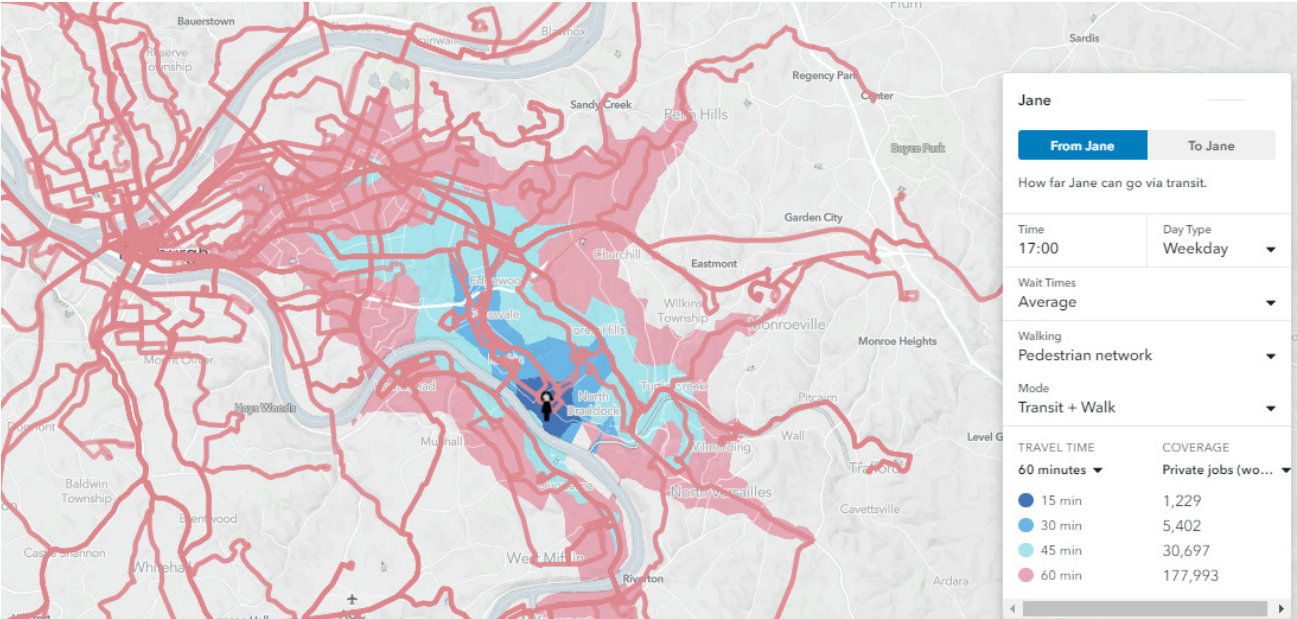 Bauerstown
Plum
Sardis
Reserve
Township
Regency Park
Center
Sandy Creek
Penn Hills
Boyce Park
Garden City
Churchill
Eastmont
Wilkins
Township
Monroeville
Monroe Heights
Forest Hills
Mount Oliver
Hays Woods
North
Braddock
Turtle Creek
Pitcairn
Munhall
Wall
Level G
Wilmerding
Trafford
Baldwin
Township
North Versailles
Cavettsville
Brentwood
Castle Shannon
Whitehall
West Mifflin
Riverton
Ardara
Jane
From Jane
To Jane
How far Jane can go via transit.
Time
17:00
Day Type
Weekday
Wait Times
Average
Walking
Pedestrian network
Mode
Transit + Walk
TRAVEL TIME COVERAGE
60 minutes Private jobs (wo...
15 min 1,229
30 min 5,402
45 min 30,697
60 min 177,993